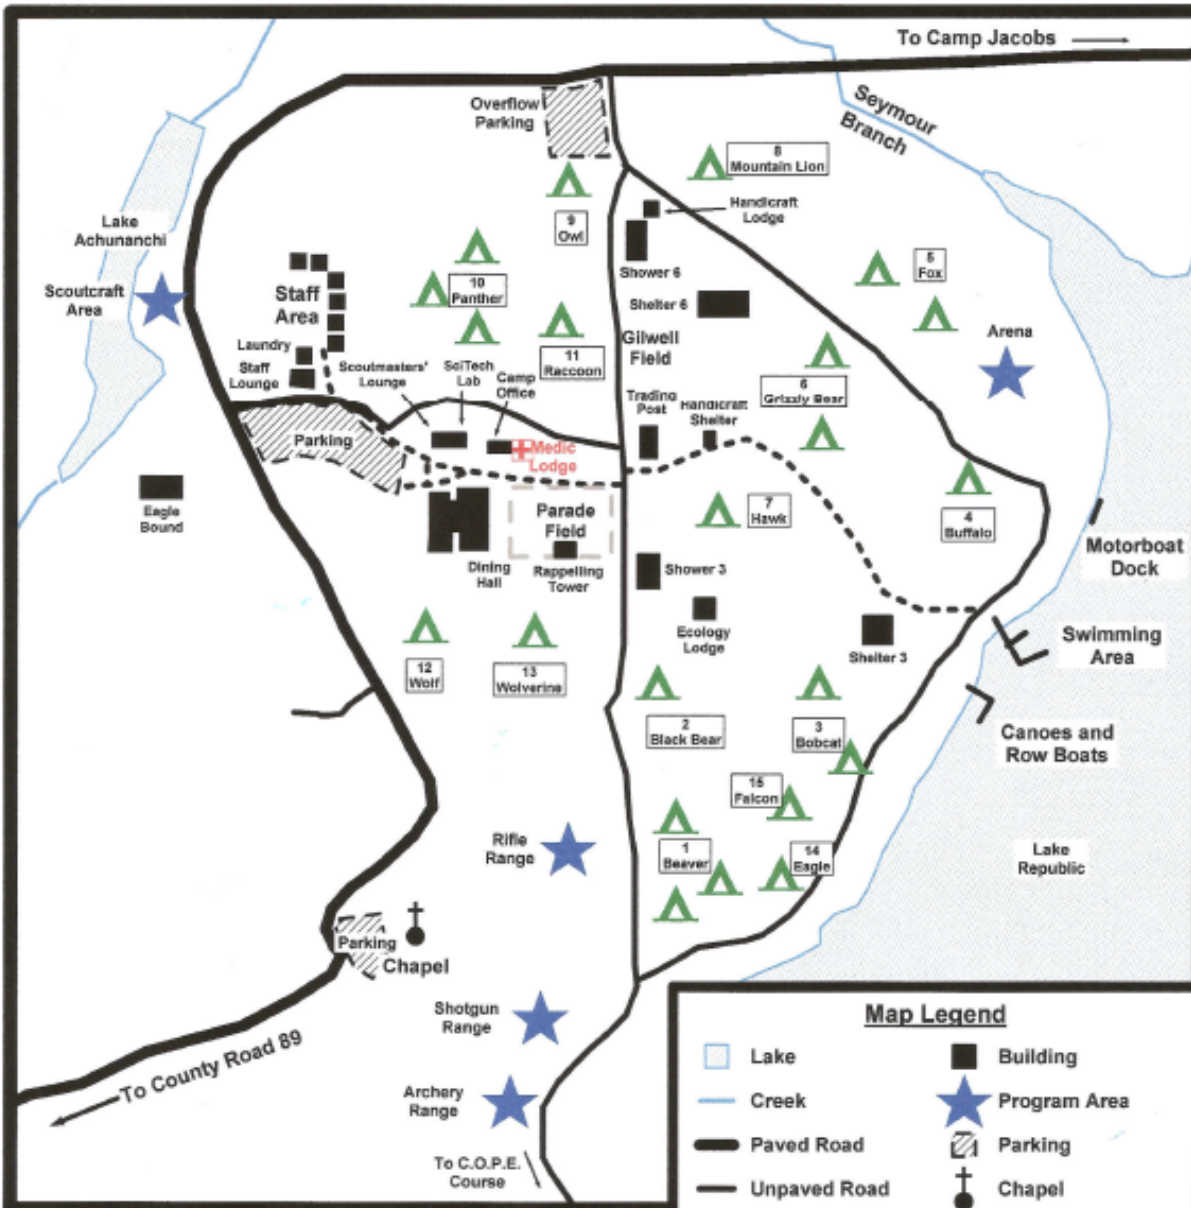 To Camp Jacobs
Overflow
Parking
Seymour
Branch
8
Mountain Lion
Handicraft
Lodge
9
Owl
Lake
Achunanchi
Scoutcraft
Area
Staff
Area
10
Panther
Shower 6
5
Fox
Shelter 6
Arena
Gilwell
Field
11
Raccoon
Laundry
Staff
Lounge
Scoutmasters'
Lounge
SciTech
Lab
Camp
Office
6
Grizzly Bear
Trading
Post
Handicraft
Shelter
Parking
Medic
Lodge
Eagle
Bound
Parade
Field
7
Hawk
4
Buffalo
Motorboat
Dock
Dining
Hall
Rappelling
Tower
Shower 3
Ecology
Lodge
Shelter 3
Swimming
Area
12
Wolf
13
Wolverine
2
Black Bear
3
Bobcat
Canoes and
Row Boats
15
Falcon
Rifle
Range
1
Beaver
14
Eagle
Lake
Republic
Parking
Chapel
Shotgun
Range
To County Road 89
Archery
Range
To C.O.P.E.
Course
Map Legend
Lake
Building
Creek
Program Area
Paved Road
Parking
Unpaved Road
Chapel